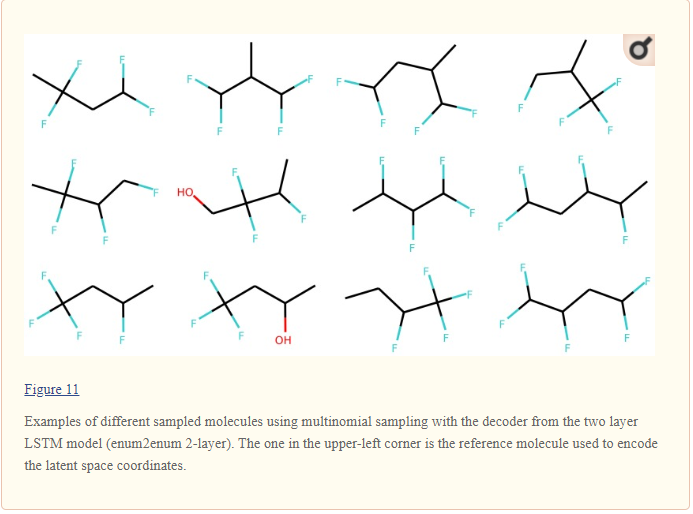 F F
F F F F
F F F
F F F
F F F F
F F F F
F F
F HO
F F
F F
F F F F
F F F F F
F
F F F
F F F OH F F
F F
Figure 11
Examples of different sampled molecules using multinomial sampling with the decoder from the two layer
LSTM model (enum2enum 2-layer). The one in the upper-left corner is the reference molecule used to encode
the latent space coordinates.